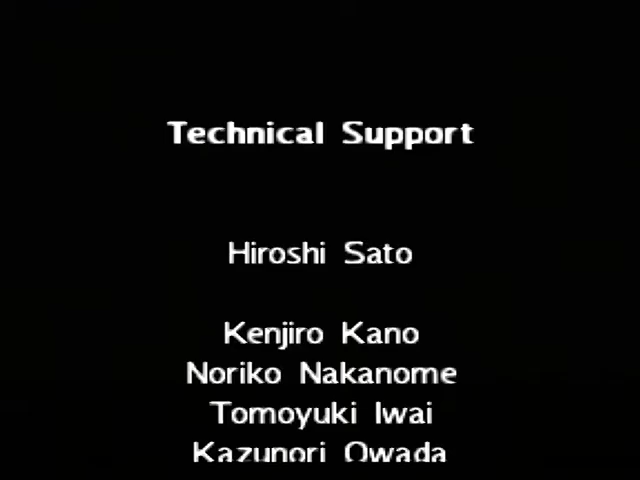 Technical Support
Hiroshi Sato
Kenjiro Kano
Noriko Nakanome
Tomoyuki Iwai
Kazunori Owada